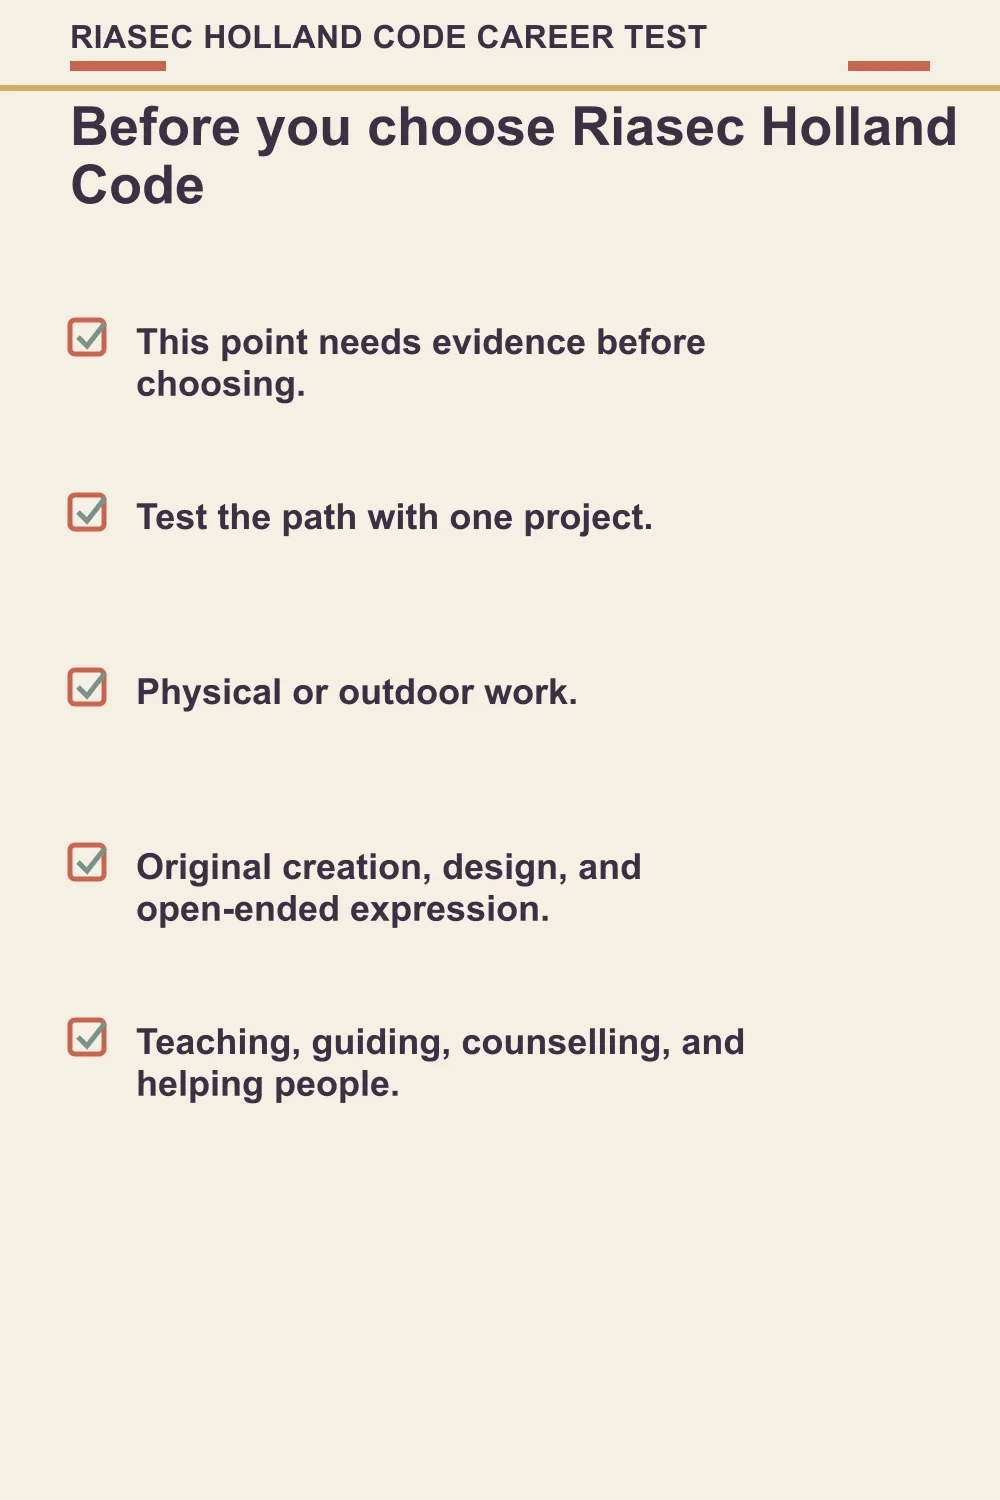 RIASEC HOLLAND CODE CAREER TEST
Before you choose Riasec Holland
Code
This point needs evidence before
choosing.
Test the path with one project.
Physical or outdoor work.
Original creation, design, and
open-ended expression.
Teaching, guiding, counselling, and
helping people.